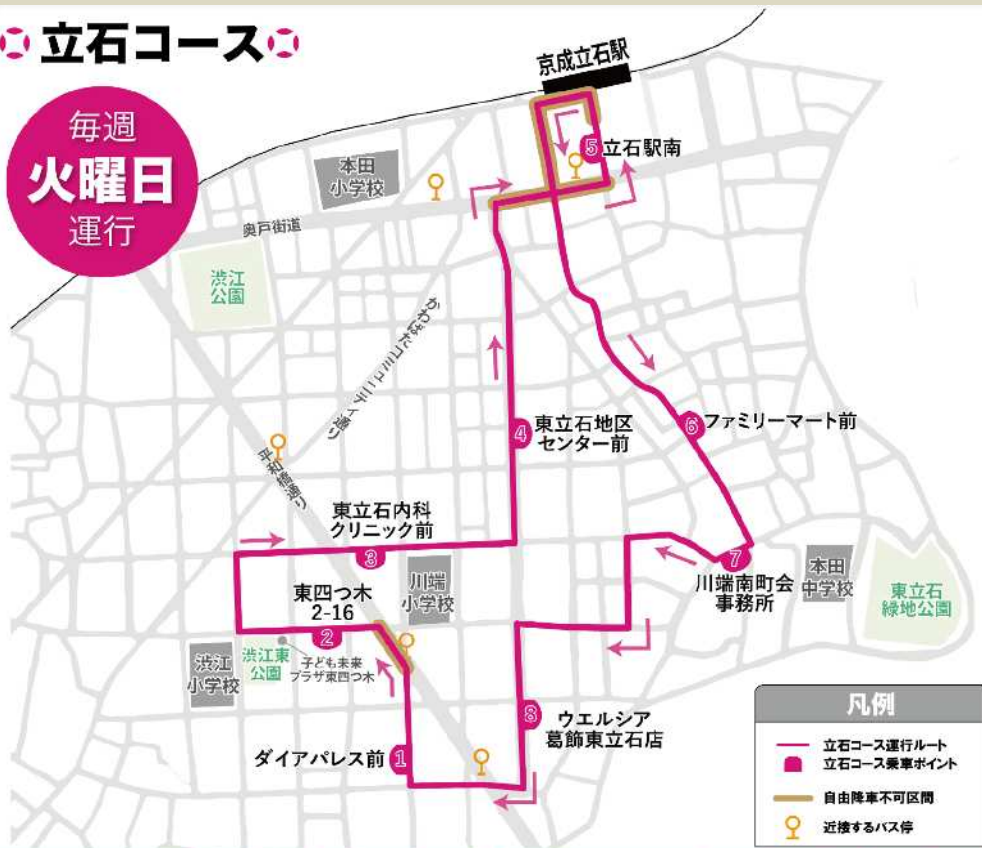 立石コース
毎週
火曜日
運行
京成立石駅
5 立石駅南
本田
小学校
奥戸街道
渋江
公園
かわばたコミュニティ通り
平和橋通り
4 東立石地区
センター前
6 ファミリーマート前
東立石内科
クリニック前
3
東四つ木
2-16
2
川端
小学校
7
川端南町会
事務所
本田
中学校
東立石
緑地公園
渋江
小学校
渋江東
公園
子ども未来
プラザ東四つ木
ダイアパレス前 1
8 ウエルシア
葛飾東立石店
凡例
立石コース運行ルート
立石コース乗車ポイント
自由降車不可区間
近接するバス停